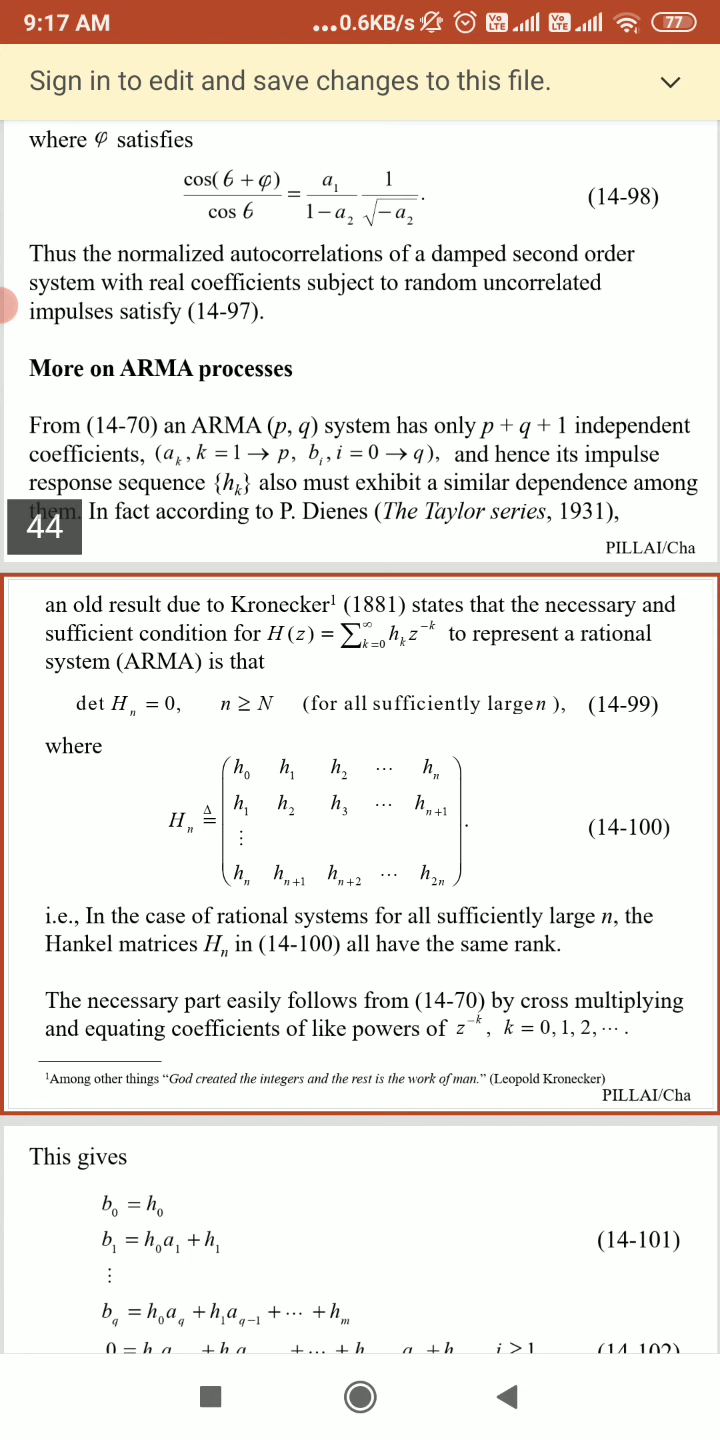 9:17 AM ...0.6KB/s Vo LTE Vo LTE 77
Sign in to edit and save changes to this file.
where φ satisfies
cos(θ + φ) / cos θ = a₁ / (1 − a₂) 1 / √(−a₂) . (14-98)
Thus the normalized autocorrelations of a damped second order
system with real coefficients subject to random uncorrelated
impulses satisfy (14-97).
More on ARMA processes
From (14-70) an ARMA (p, q) system has only p + q + 1 independent
coefficients, (aₖ, k = 1 → p, bᵢ, i = 0 → q), and hence its impulse
response sequence {hₖ} also must exhibit a similar dependence among
them. In fact according to P. Dienes (The Taylor series, 1931),
44
PILLAI/Cha
an old result due to Kronecker¹ (1881) states that the necessary and
sufficient condition for H(z) = ∑_{k=0}^{∞} hₖ z^{−k} to represent a rational
system (ARMA) is that
det Hₙ = 0, n ≥ N (for all sufficiently large n ), (14-99)
where
h₀ h₁ h₂ ⋯ hₙ
h₁ h₂ h₃ ⋯ hₙ₊₁
Hₙ ≜ ⋮ . (14-100)
hₙ hₙ₊₁ hₙ₊₂ ⋯ h₂ₙ
i.e., In the case of rational systems for all sufficiently large n, the
Hankel matrices Hₙ in (14-100) all have the same rank.
The necessary part easily follows from (14-70) by cross multiplying
and equating coefficients of like powers of z^{−k}, k = 0, 1, 2, ⋯ .
¹Among other things “God created the integers and the rest is the work of man.” (Leopold Kronecker)
PILLAI/Cha
This gives
b₀ = h₀
b₁ = h₀a₁ + h₁ (14-101)
⋮
b_q = h₀a_q + h₁a_{q−1} + ⋯ + h_m